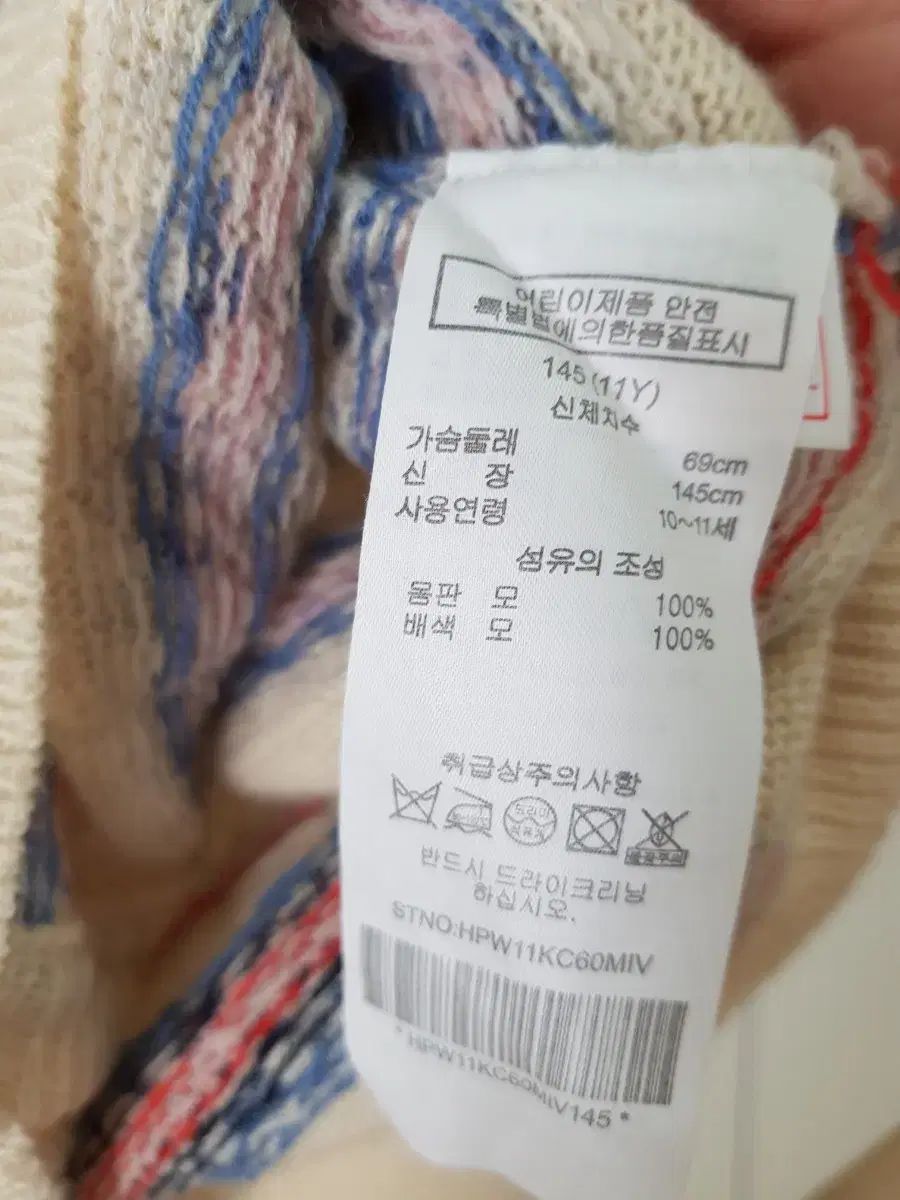 어린이제품 안전
특별법에의한품질표시
145 (11Y)
신체치수
가슴둘레 69cm
신 장 145cm
사용연령 10~11세
섬유의 조성
몸판 모 100%
배색 모 100%
취급상주의사항
드라이
반드시 드라이크리닝
하십시오.
STNO:HPW11KC60MIV
*HPW11KC60MIV145*